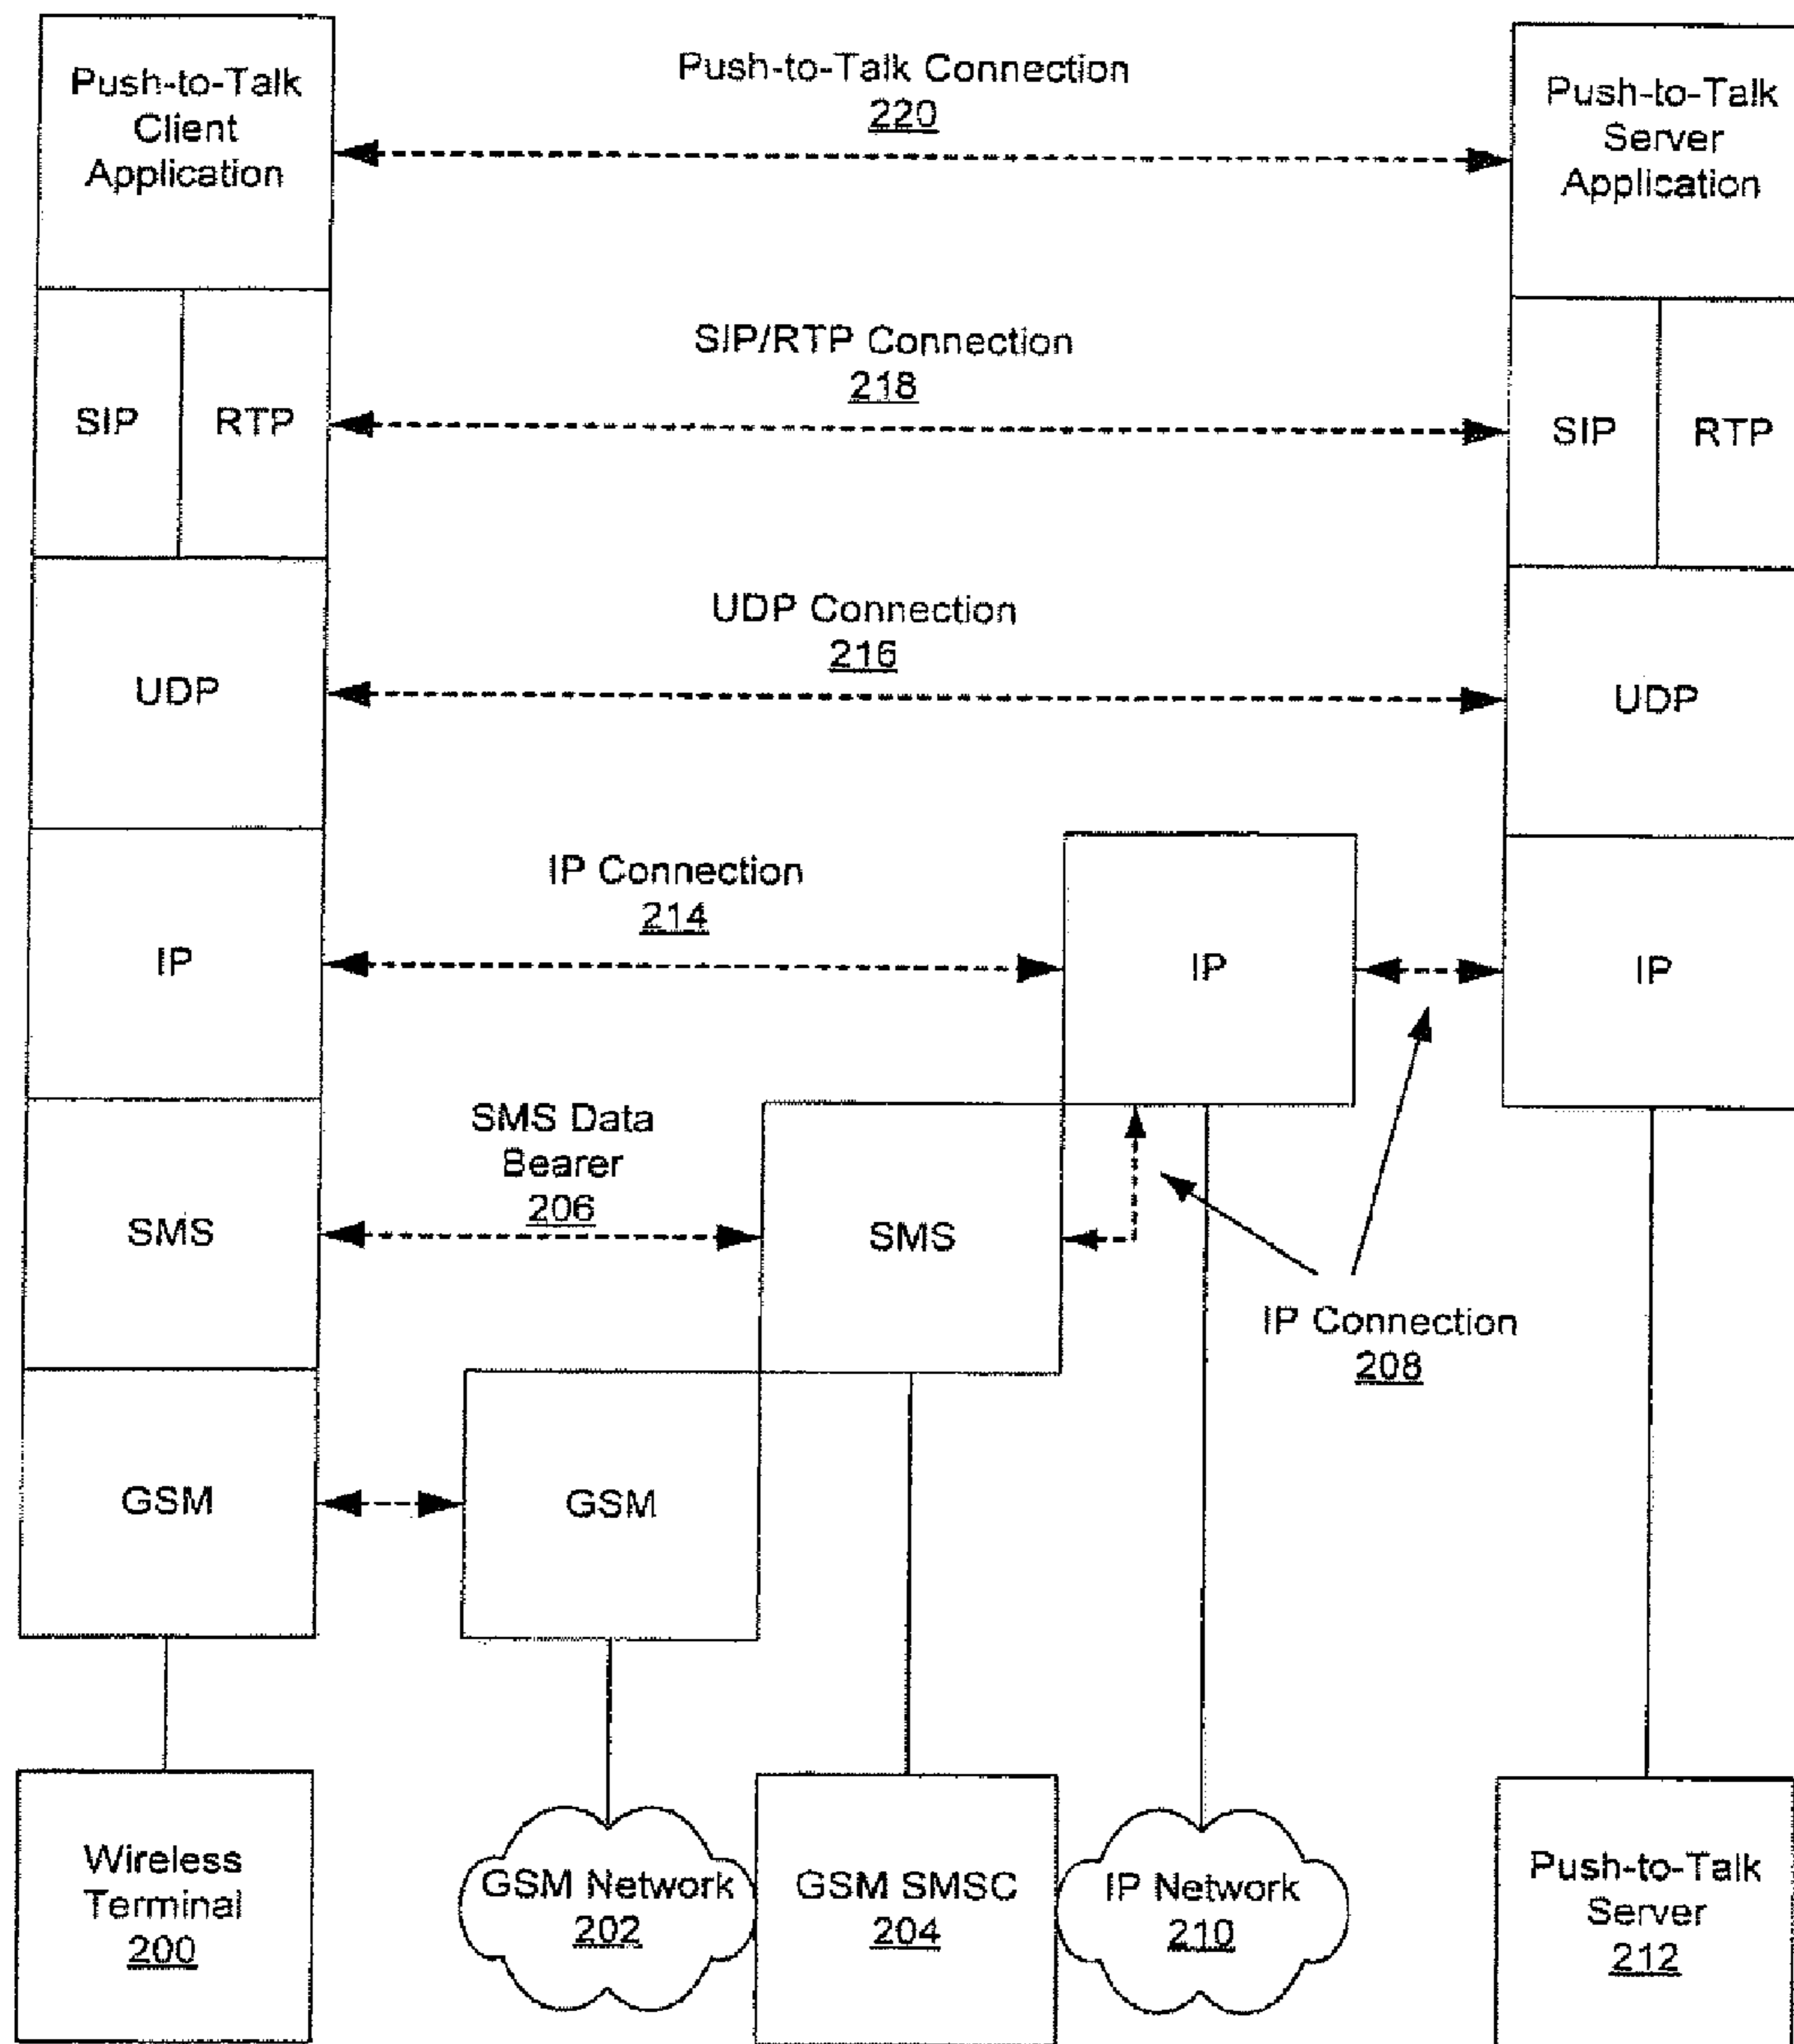 Push-to-Talk
Client
Application
Push-to-Talk Connection
220
Push-to-Talk
Server
Application
SIP
RTP
SIP/RTP Connection
218
SIP
RTP
UDP
UDP Connection
216
UDP
IP
IP Connection
214
IP
IP
SMS
SMS Data
Bearer
206
SMS
IP Connection
208
GSM
GSM
Wireless
Terminal
200
GSM Network
202
GSM SMSC
204
IP Network
210
Push-to-Talk
Server
212